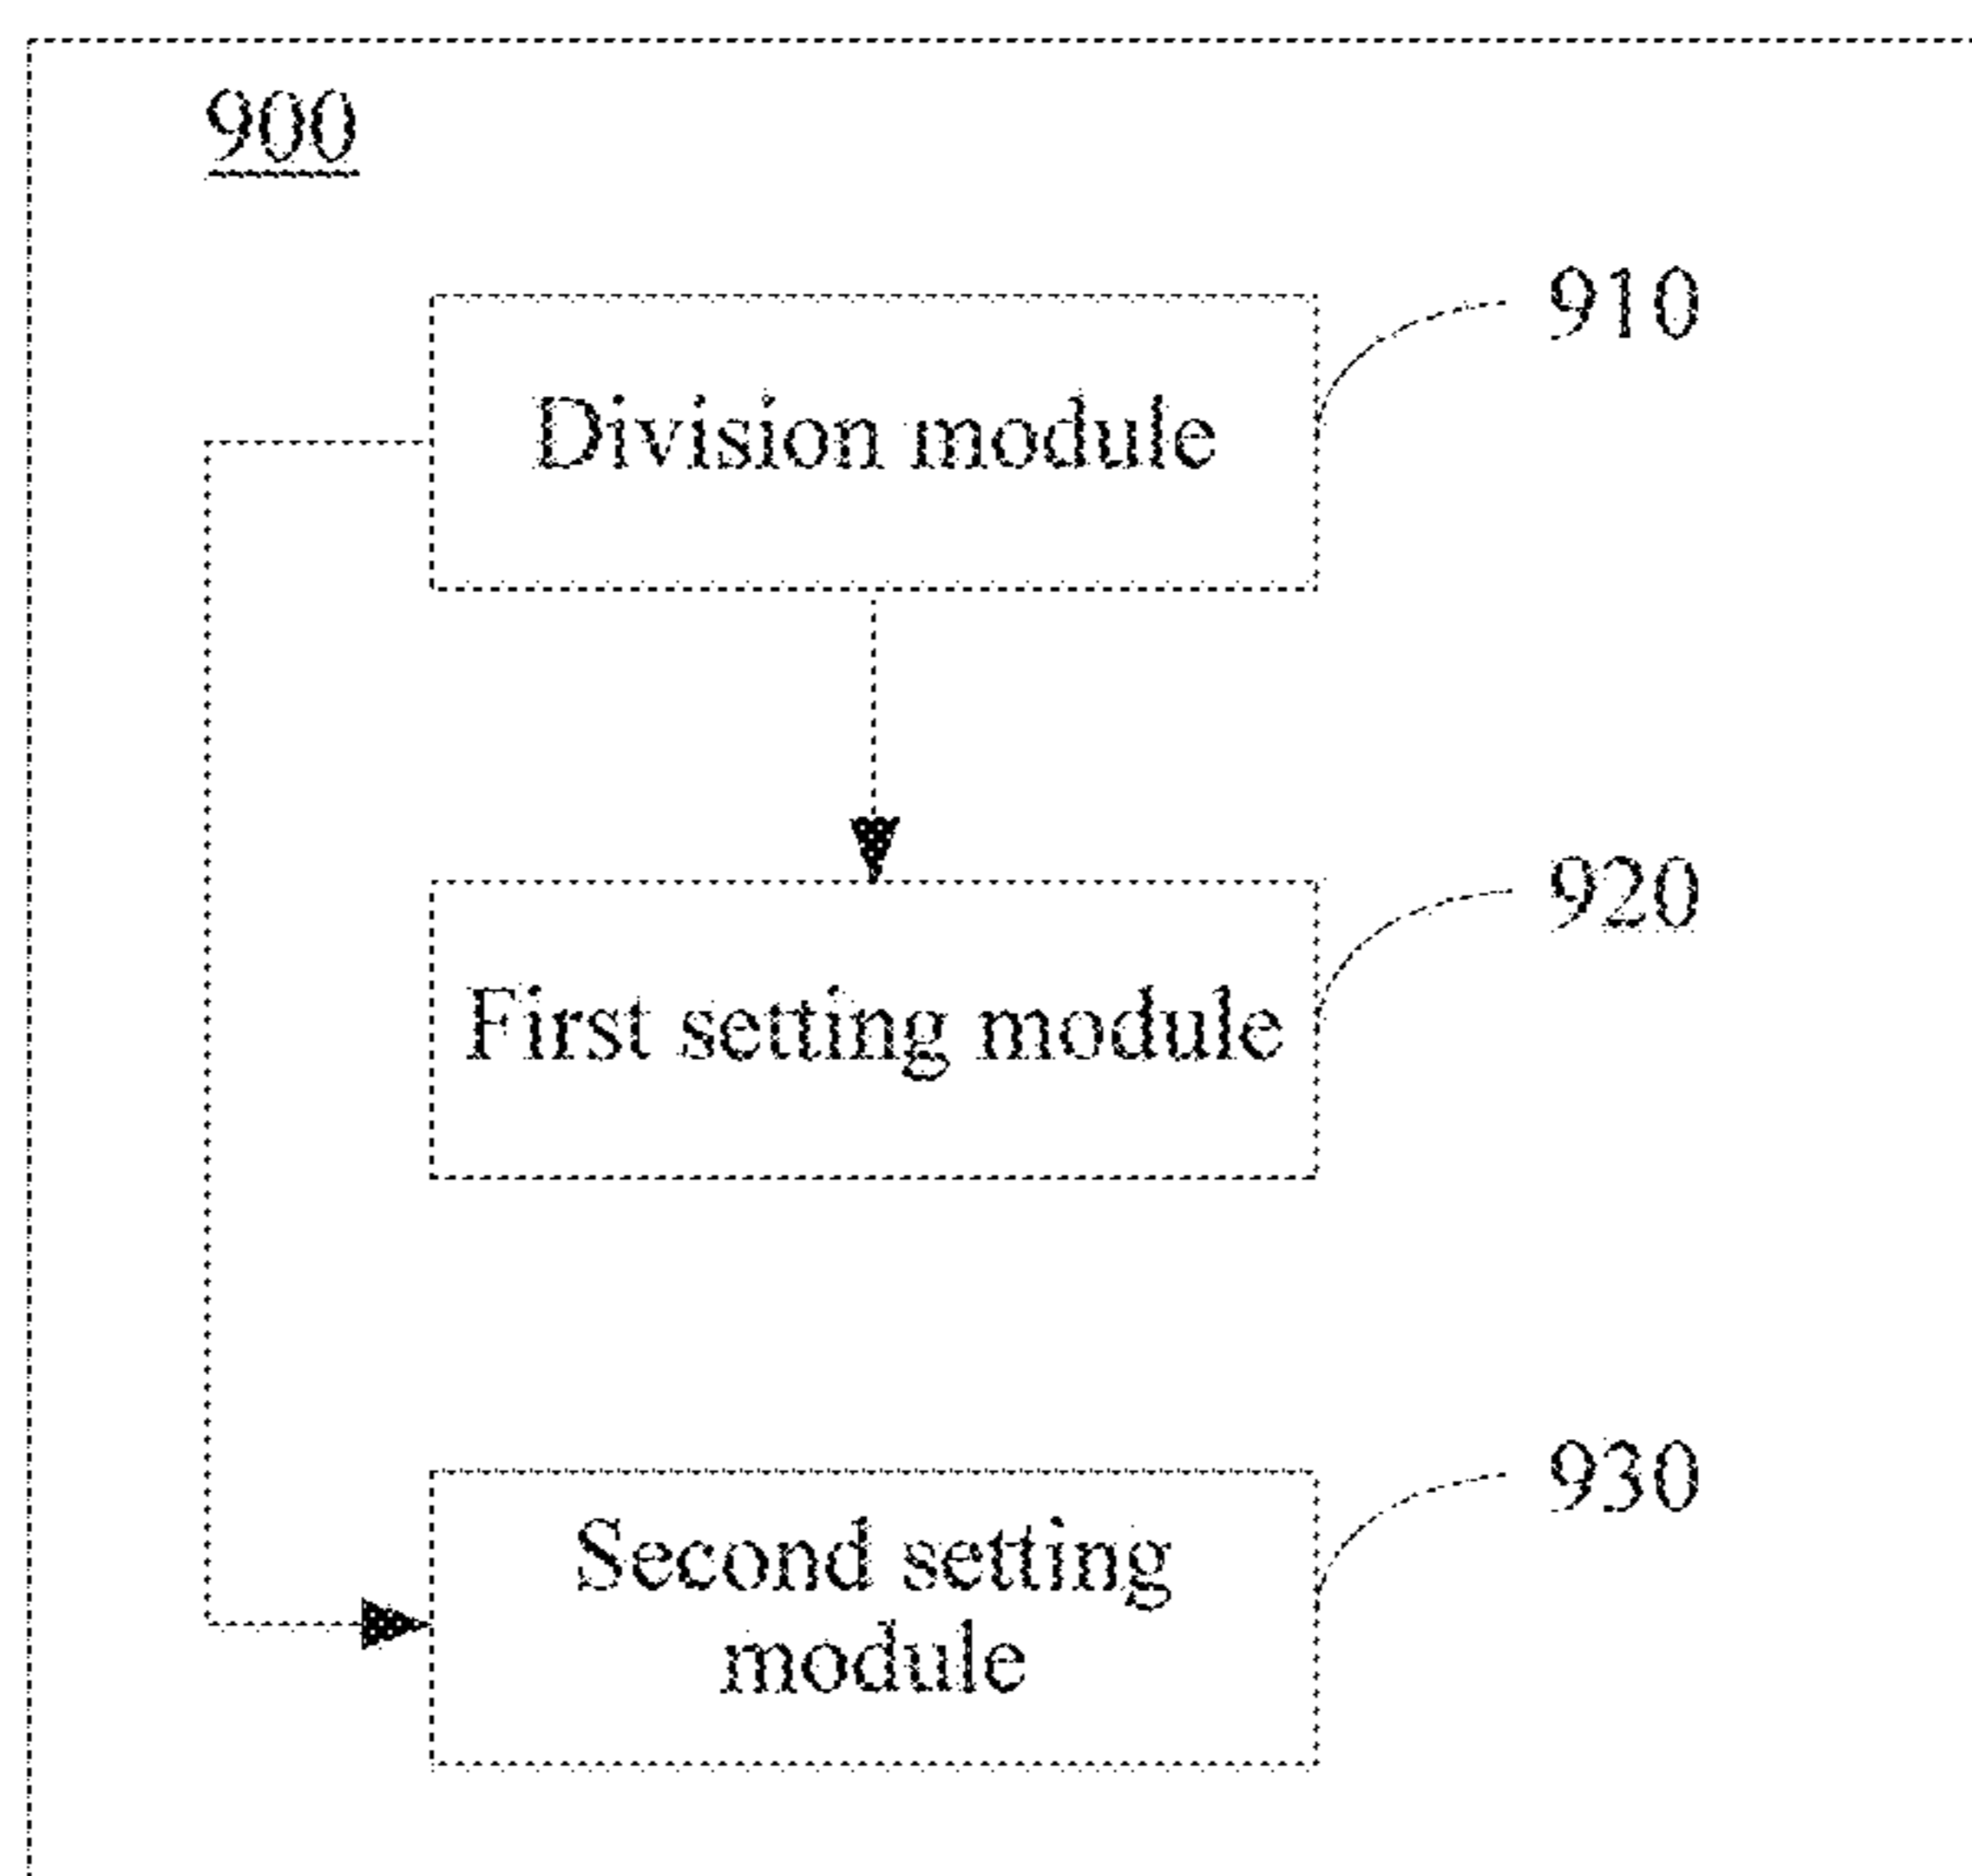 900
910
Division module
920
First setting module
930
Second setting
module